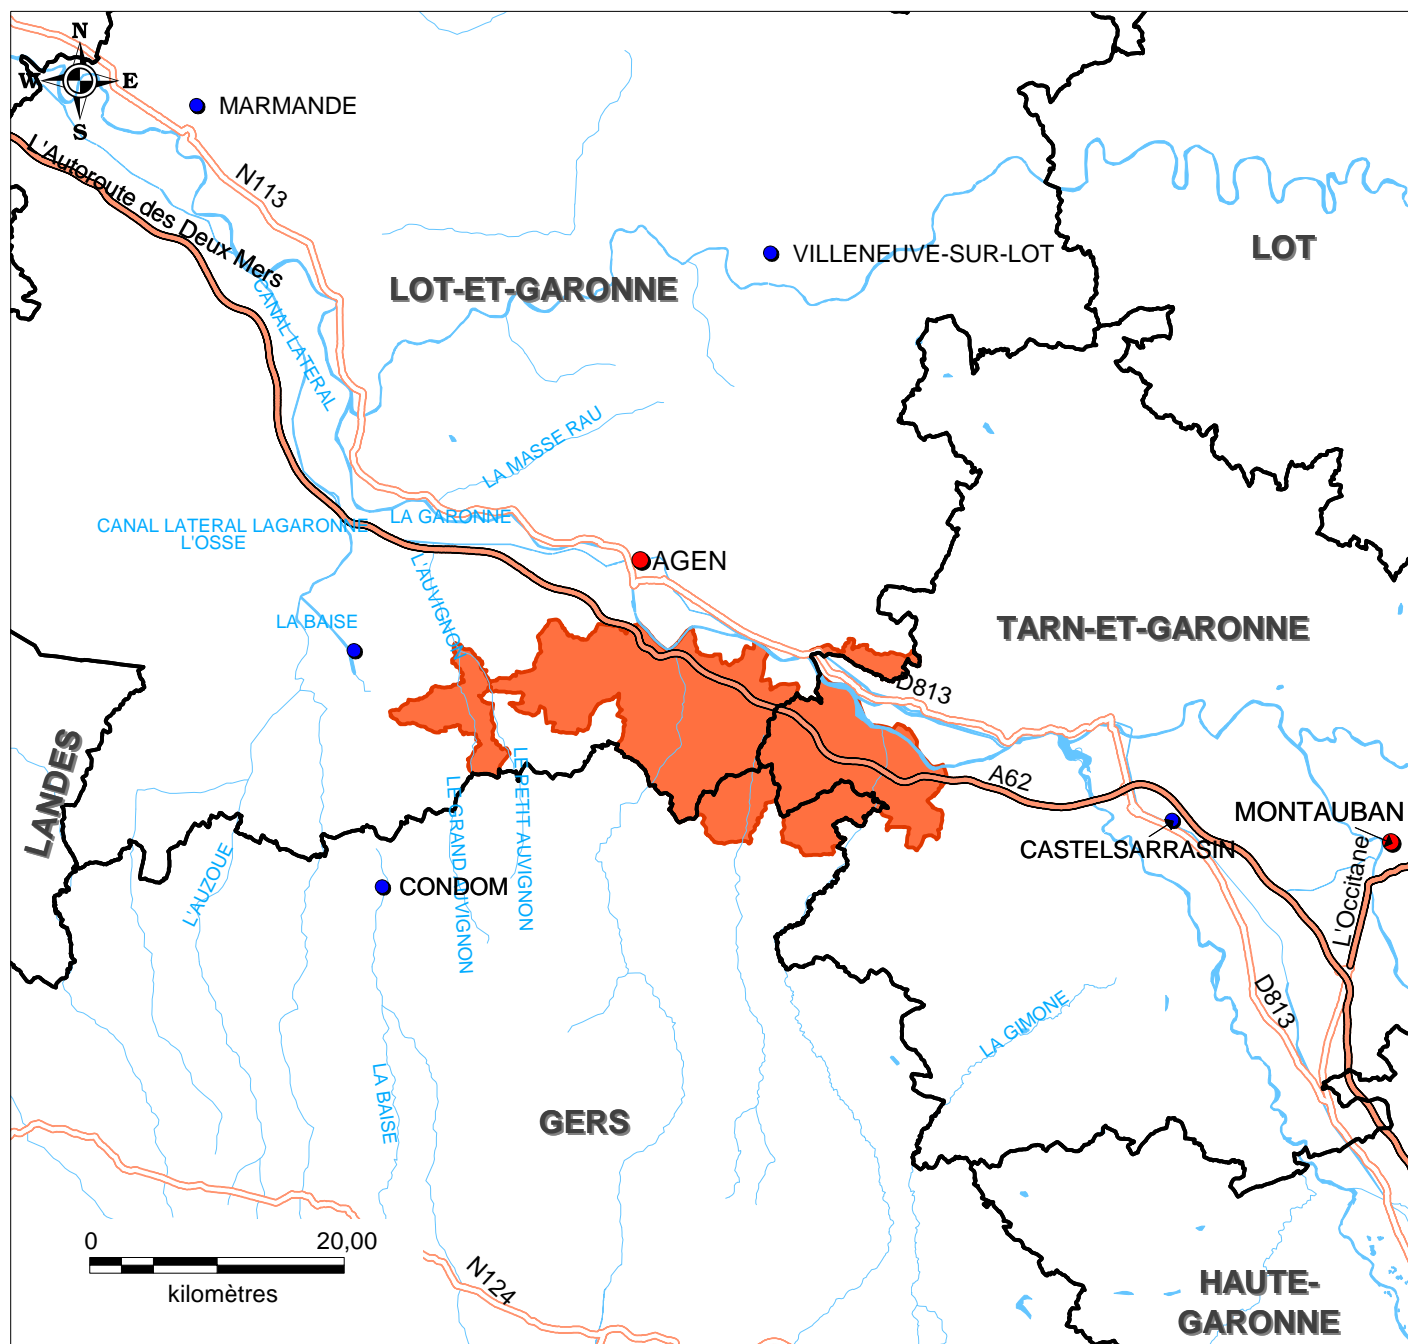 N
W
E
S
MARMANDE
L'Autoroute des Deux Mers
N113
VILLENEUVE-SUR-LOT
LOT
LOT-ET-GARONNE
CANAL LATERAL
LA MASSE RAU
CANAL LATERAL LAGARONNE
LA GARONNE
L'OSSE
AGEN
L'AUVIGNON
LA BAISE
TARN-ET-GARONNE
D813
LANDES
A62
LE PETIT AUVIGNON
LE GRAND AUVIGNON
MONTAUBAN
CASTELSARRASIN
L'AUZOUE
CONDOM
L'Occitane
D813
LA GIMONE
LA BAISE
GERS
0
20,00
kilomètres
N124
HAUTE-
GARONNE